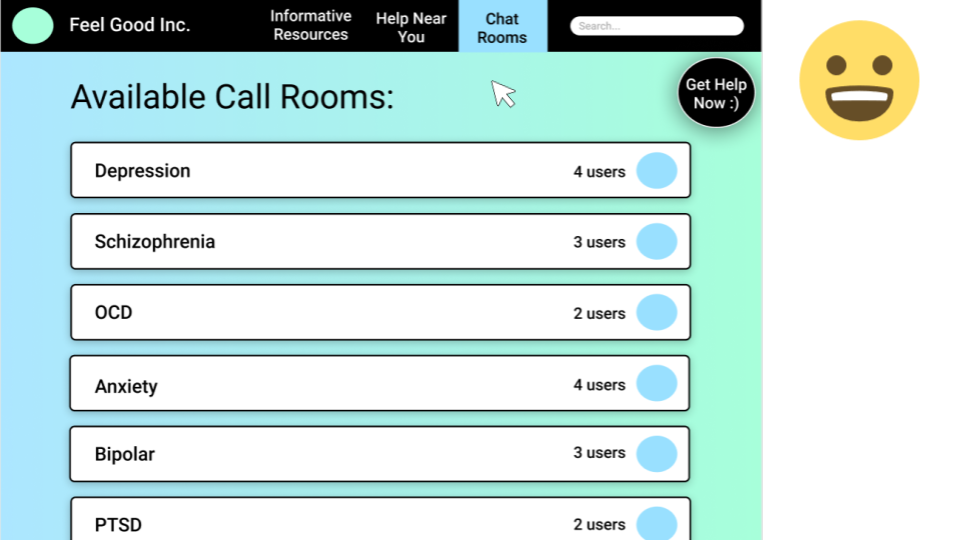 Feel Good Inc.
Informative
Resources
Help Near
You
Chat
Rooms
Search...
Get Help
Now :)
Available Call Rooms:
Depression
4 users
Schizophrenia
3 users
OCD
2 users
Anxiety
4 users
Bipolar
3 users
PTSD
2 users